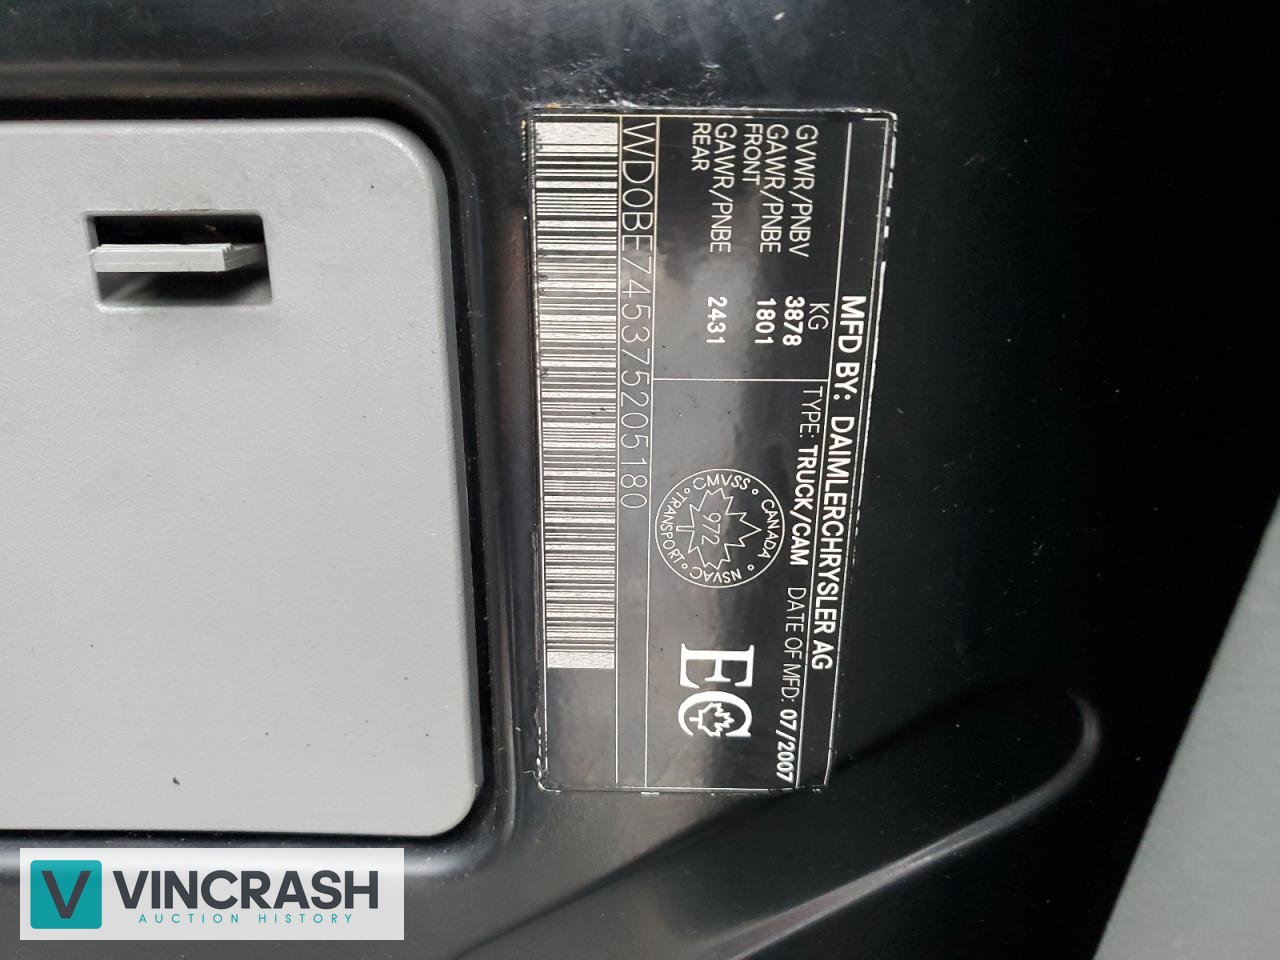 MFD BY: DAIMLERCHRYSLER AG
KG TYPE: TRUCK/CAM DATE OF MFD: 07/2007
GVWR/PNBV 3878
GAWR/PNBE 1801
FRONT
GAWR/PNBE 2431
REAR
CMVSS CANADA NSVAC TRANSPORT
972
EC
WD0BE745375205180
V VINCRASH
AUCTION HISTORY